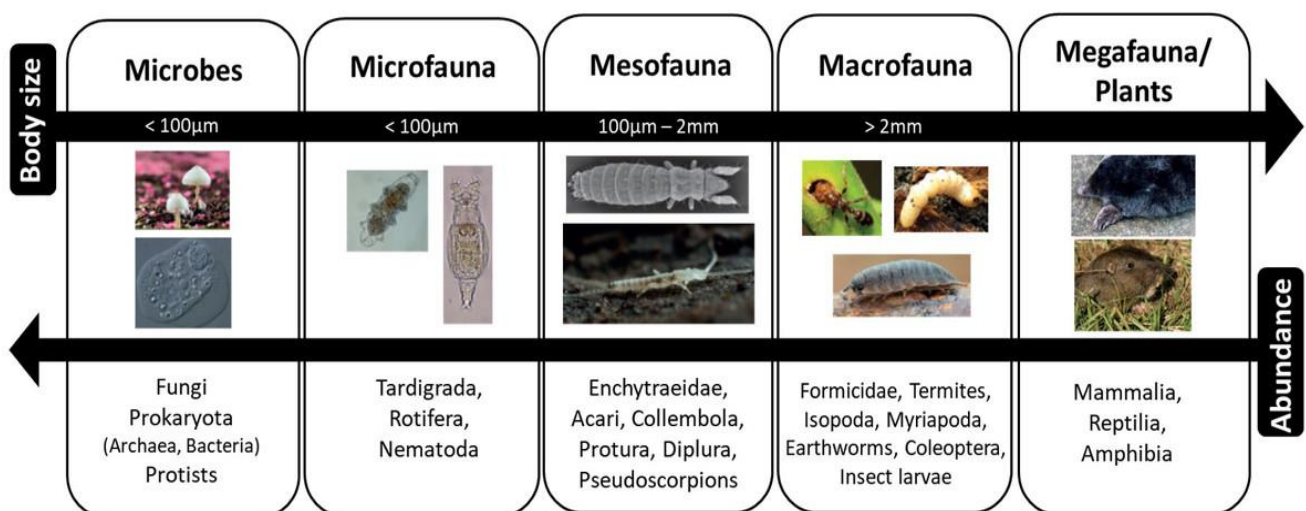 Body size
Microbes
Microfauna
Mesofauna
Macrofauna
Megafauna/
Plants
< 100µm
< 100µm
100µm – 2mm
> 2mm
Abundance
Fungi
Prokaryota
(Archaea, Bacteria)
Protists
Tardigrada,
Rotifera,
Nematoda
Enchytraeidae,
Acari, Collembola,
Protura, Diplura,
Pseudoscorpions
Formicidae, Termites,
Isopoda, Myriapoda,
Earthworms, Coleoptera,
Insect larvae
Mammalia,
Reptilia,
Amphibia